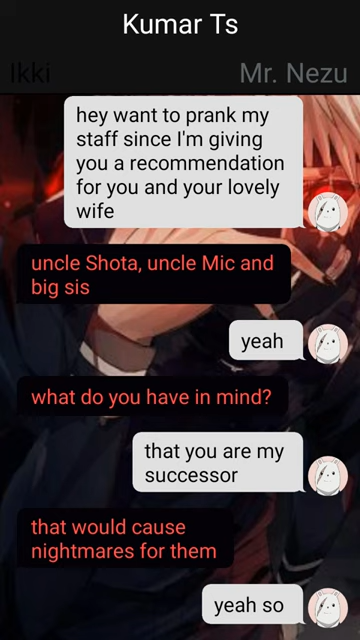 Kumar Ts
Ikki
Mr. Nezu
hey want to prank my
staff since I'm giving
you a recommendation
for you and your lovely
wife
uncle Shota, uncle Mic and
big sis
yeah
what do you have in mind?
that you are my
successor
that would cause
nightmares for them
yeah so